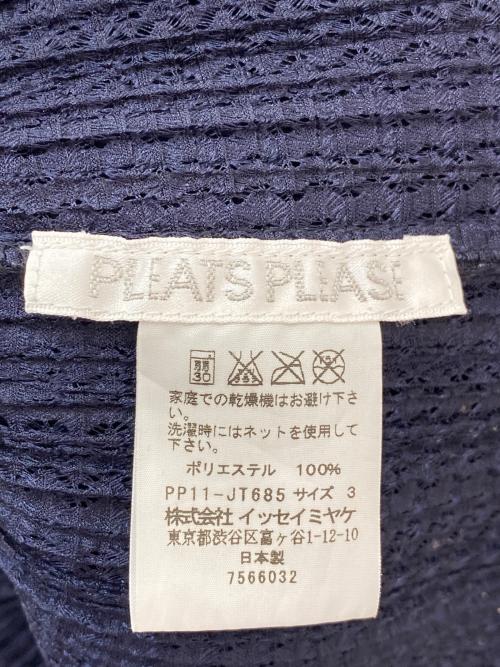 PLEATS PLEASE
30
家庭での乾燥機はお避け下さ
い。
洗濯時にはネットを使用して
下さい。
ポリエステル 100%
PP11-JT685 サイズ 3
株式会社 イッセイミヤケ
東京都渋谷区富ヶ谷1-12-10
日本製
7566032